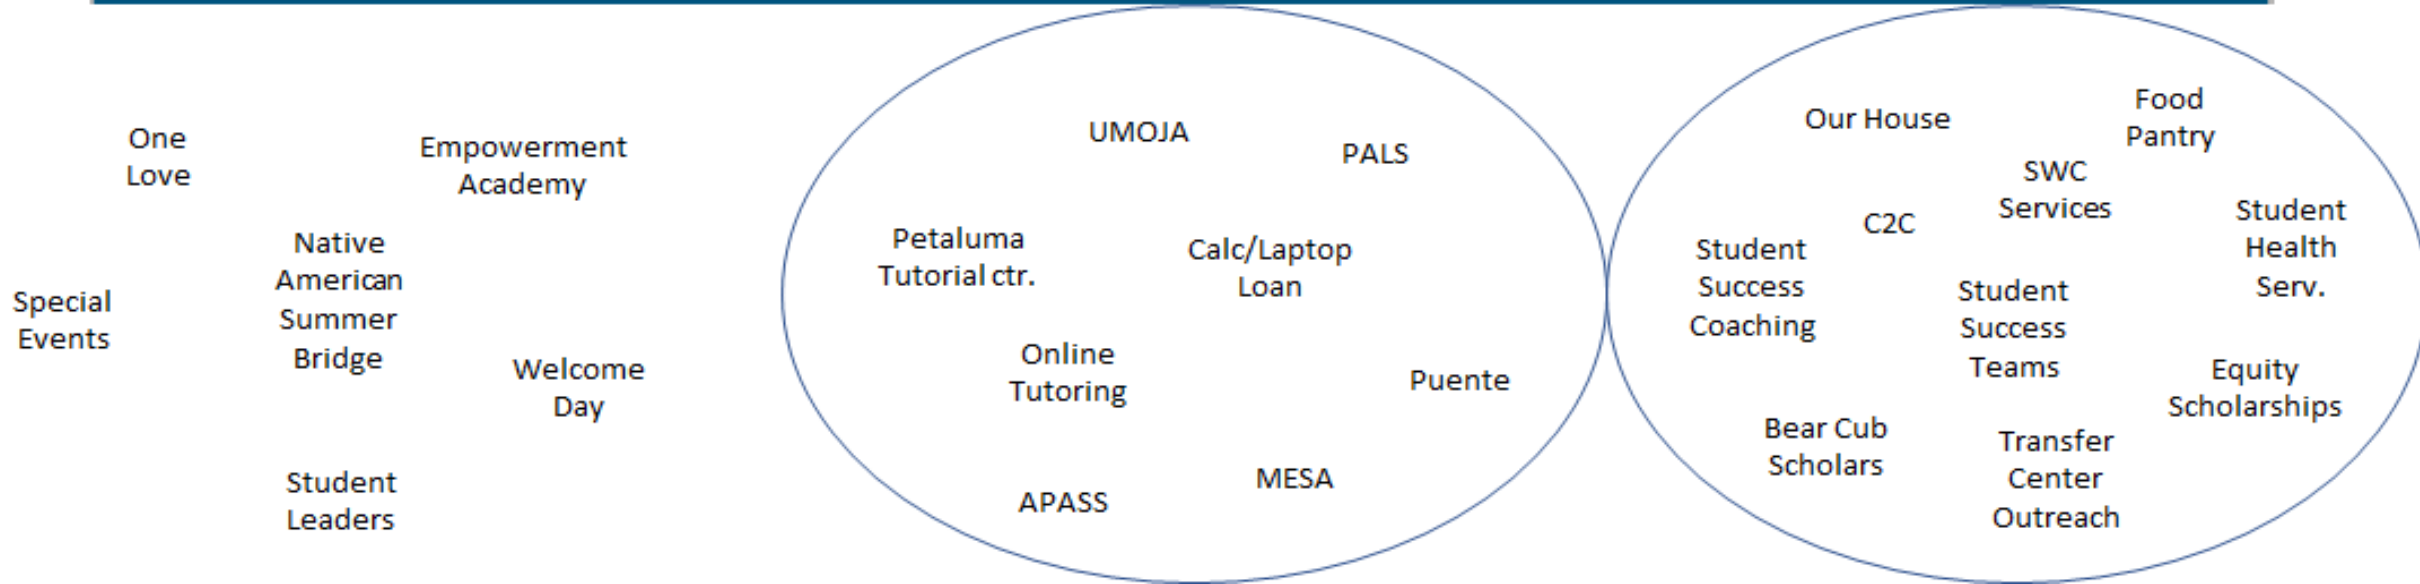 One
Love
Empowerment
Academy
Native
American
Summer
Bridge
Special
Events
Welcome
Day
Student
Leaders
UMOJA
PALS
Petaluma
Tutorial ctr.
Calc/Laptop
Loan
Online
Tutoring
Puente
APASS
MESA
Our House
Food
Pantry
SWC
Services
C2C
Student
Health
Serv.
Student
Success
Coaching
Student
Success
Teams
Equity
Scholarships
Bear Cub
Scholars
Transfer
Center
Outreach